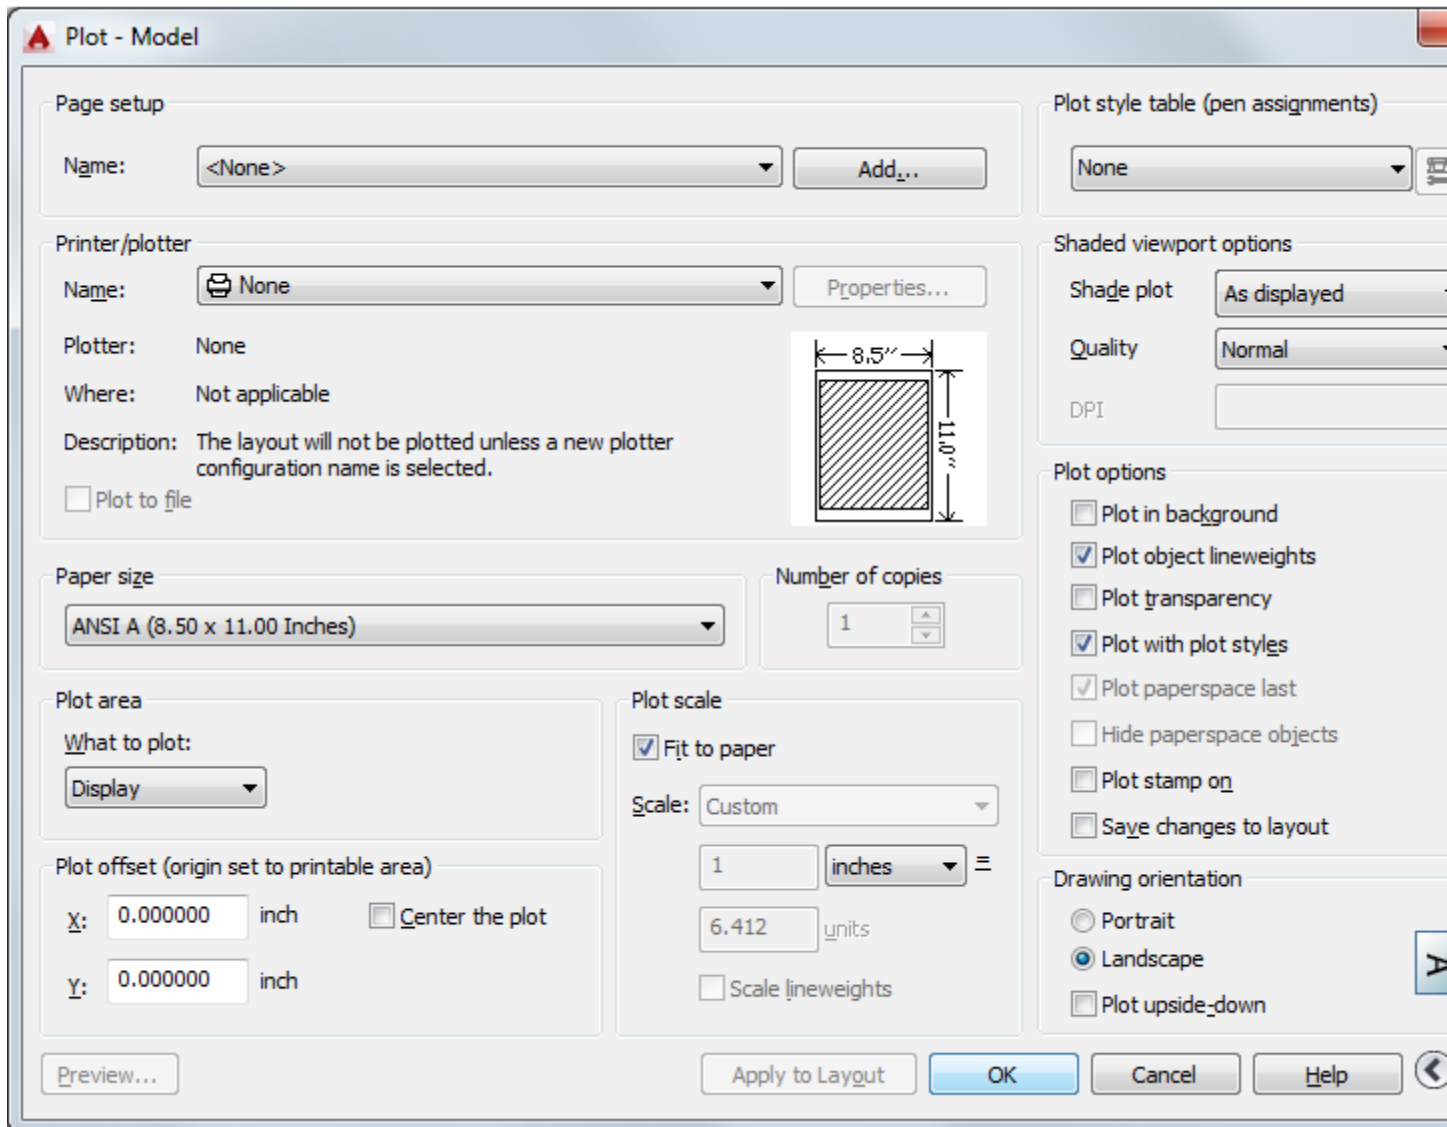 Plot - Model
Page setup
Name: <None> Add...
Printer/plotter
Name: None Properties...
Plotter: None
Where: Not applicable
Description: The layout will not be plotted unless a new plotter
configuration name is selected.
Plot to file
8.5"
11.0"
Paper size
ANSI A (8.50 x 11.00 Inches)
Number of copies
1
Plot area
What to plot:
Display
Plot offset (origin set to printable area)
X: 0.000000 inch Center the plot
Y: 0.000000 inch
Plot scale
Fit to paper
Scale: Custom
1 inches =
6.412 units
Scale lineweights
Plot style table (pen assignments)
None
Shaded viewport options
Shade plot As displayed
Quality Normal
DPI
Plot options
Plot in background
Plot object lineweights
Plot transparency
Plot with plot styles
Plot paperspace last
Hide paperspace objects
Plot stamp on
Save changes to layout
Drawing orientation
Portrait
Landscape
Plot upside-down
A
Preview... Apply to Layout OK Cancel Help